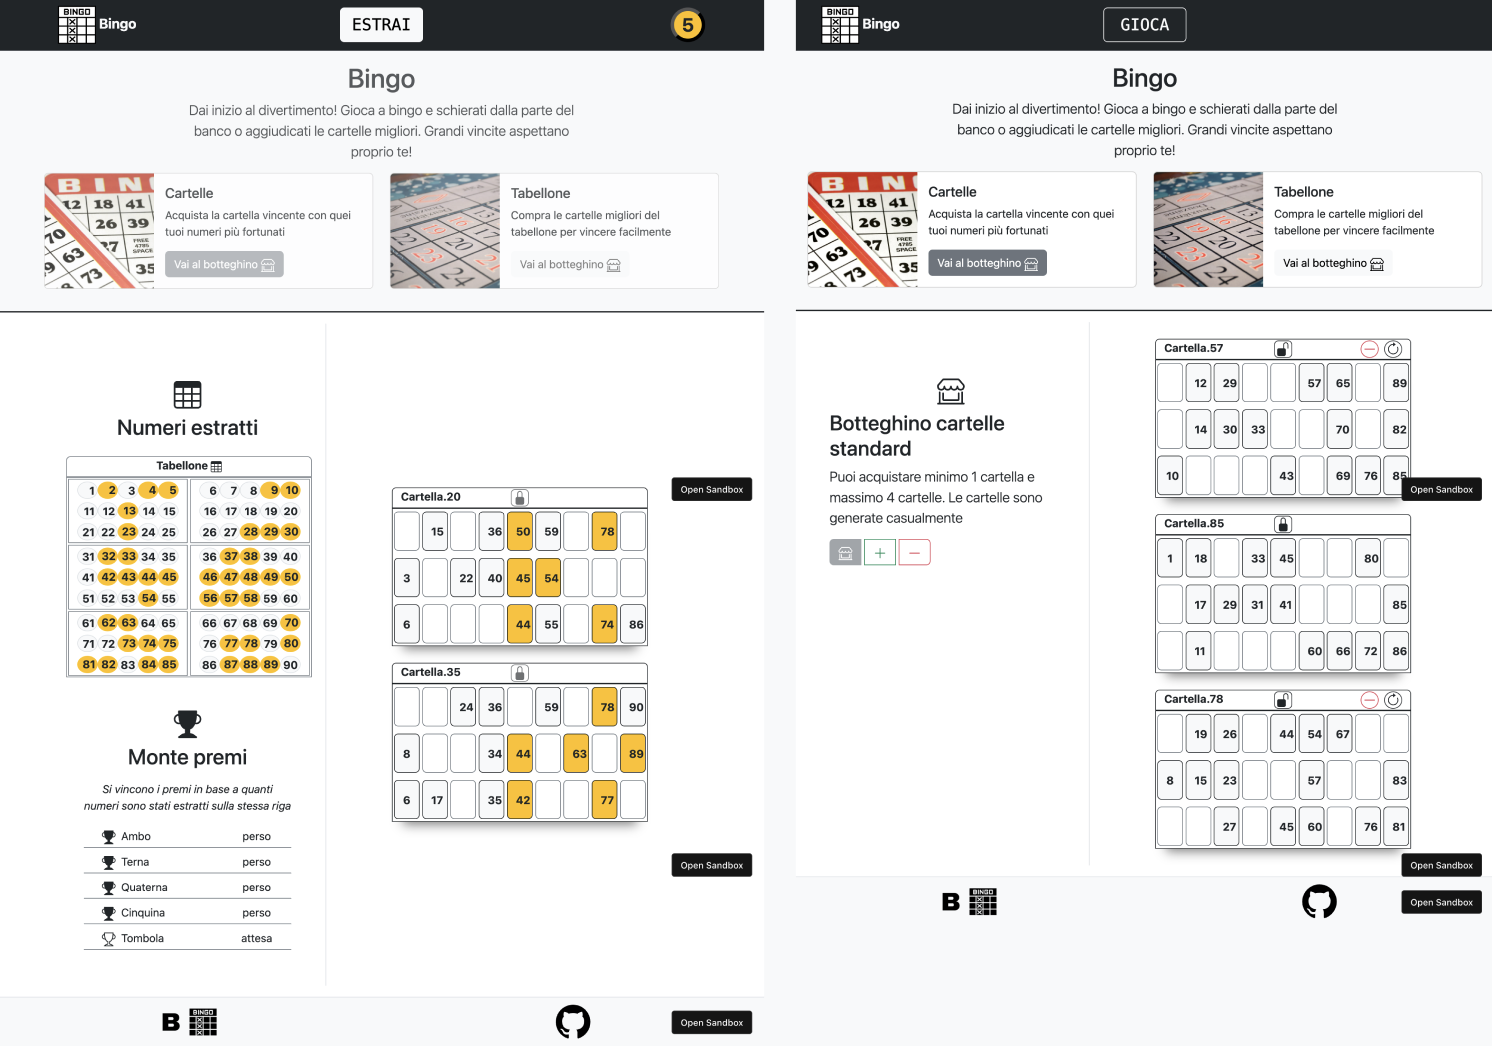 BINGO
Bingo
ESTRAI
5
Bingo
Dai inizio al divertimento! Gioca a bingo e schierati dalla parte del
banco o aggiudicati le cartelle migliori. Grandi vincite aspettano
proprio te!
Cartelle
Acquista la cartella vincente con quei
tuoi numeri più fortunati
Vai al botteghino
Tabellone
Compra le cartelle migliori del
tabellone per vincere facilmente
Vai al botteghino
Numeri estratti
Tabellone
1 2 3 4 5 6 7 8 9 10
11 12 13 14 15 16 17 18 19 20
21 22 23 24 25 26 27 28 29 30
31 32 33 34 35 36 37 38 39 40
41 42 43 44 45 46 47 48 49 50
51 52 53 54 55 56 57 58 59 60
61 62 63 64 65 66 67 68 69 70
71 72 73 74 75 76 77 78 79 80
81 82 83 84 85 86 87 88 89 90
Monte premi
Si vincono i premi in base a quanti
numeri sono stati estratti sulla stessa riga
Ambo perso
Terna perso
Quaterna perso
Cinquina perso
Tombola attesa
Cartella.20
15 36 50 59 78
3 22 40 45 54
6 44 55 74 86
Cartella.35
24 36 59 78 90
8 34 44 63 89
6 17 35 42 77
Open Sandbox
Open Sandbox
B BINGO
Open Sandbox
BINGO
Bingo
GIOCA
Bingo
Dai inizio al divertimento! Gioca a bingo e schierati dalla parte del
banco o aggiudicati le cartelle migliori. Grandi vincite aspettano
proprio te!
Cartelle
Acquista la cartella vincente con quei
tuoi numeri più fortunati
Vai al botteghino
Tabellone
Compra le cartelle migliori del
tabellone per vincere facilmente
Vai al botteghino
Botteghino cartelle
standard
Puoi acquistare minimo 1 cartella e
massimo 4 cartelle. Le cartelle sono
generate casualmente
Cartella.57
12 29 57 65 89
14 30 33 70 82
10 43 69 76 85
Open Sandbox
Cartella.85
1 18 33 45 80
17 29 31 41 85
11 60 66 72 86
Cartella.78
19 26 44 54 67
8 15 23 57 83
27 45 60 76 81
Open Sandbox
B BINGO
Open Sandbox